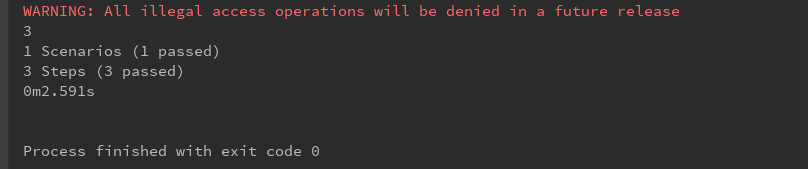 WARNING: All illegal access operations will be denied in a future release
3
1 Scenarios (1 passed)
3 Steps (3 passed)
0m2.591s
Process finished with exit code 0